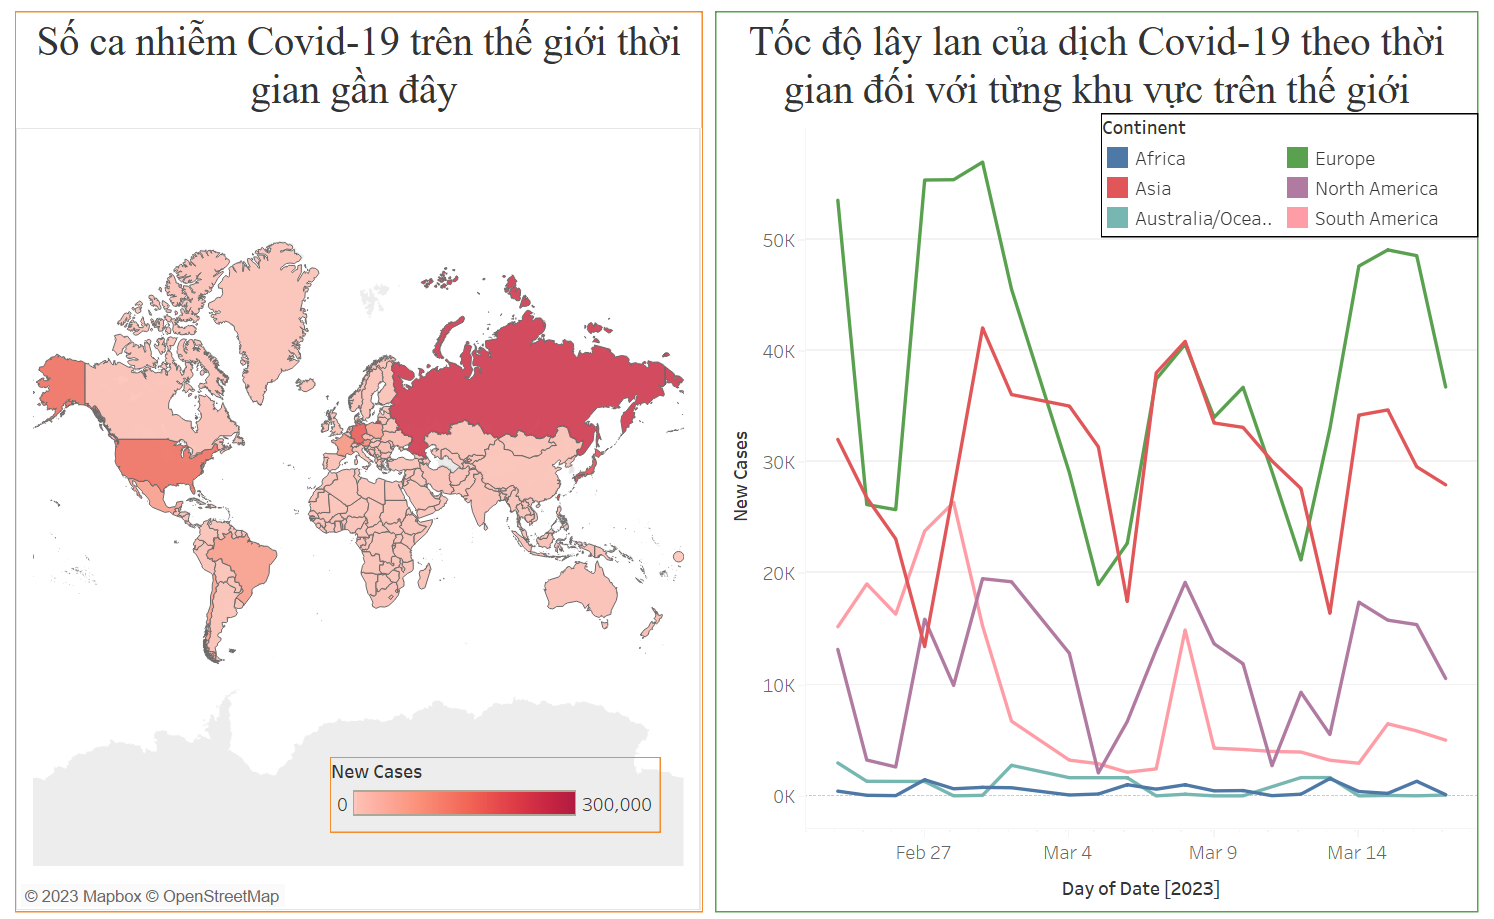 Số ca nhiễm Covid-19 trên thế giới thời
gian gần đây
New Cases
0
300,000
© 2023 Mapbox © OpenStreetMap
Tốc độ lây lan của dịch Covid-19 theo thời
gian đối với từng khu vực trên thế giới
Continent
Africa
Europe
Asia
North America
Australia/Ocea..
South America
New Cases
50K
40K
30K
20K
10K
0K
Feb 27
Mar 4
Mar 9
Mar 14
Day of Date [2023]